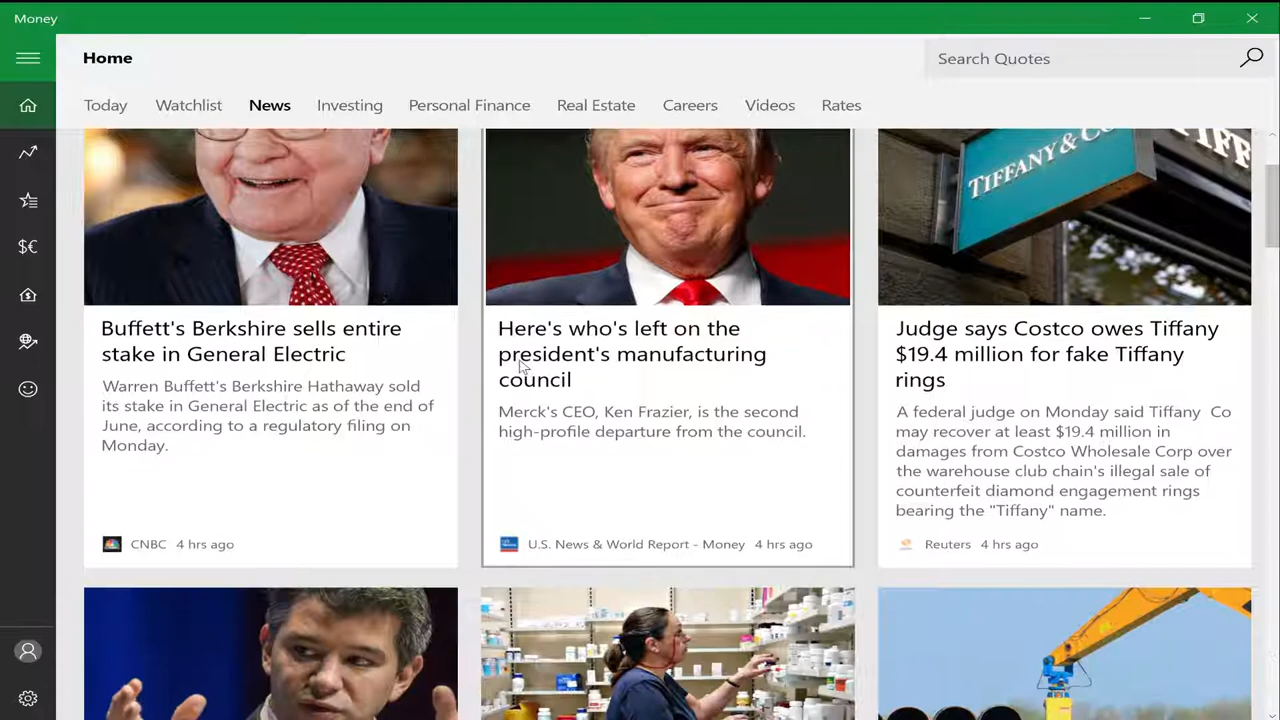 Money
Home
Search Quotes
Today Watchlist News Investing Personal Finance Real Estate Careers Videos Rates
TIFFANY & CO.
TIFF
Buffett's Berkshire sells entire
stake in General Electric
Warren Buffett's Berkshire Hathaway sold
its stake in General Electric as of the end of
June, according to a regulatory filing on
Monday.
CNBC 4 hrs ago
Here's who's left on the
president's manufacturing
council
Merck's CEO, Ken Frazier, is the second
high-profile departure from the council.
U.S. News & World Report - Money 4 hrs ago
Judge says Costco owes Tiffany
$19.4 million for fake Tiffany
rings
A federal judge on Monday said Tiffany Co
may recover at least $19.4 million in
damages from Costco Wholesale Corp over
the warehouse club chain's illegal sale of
counterfeit diamond engagement rings
bearing the "Tiffany" name.
Reuters 4 hrs ago